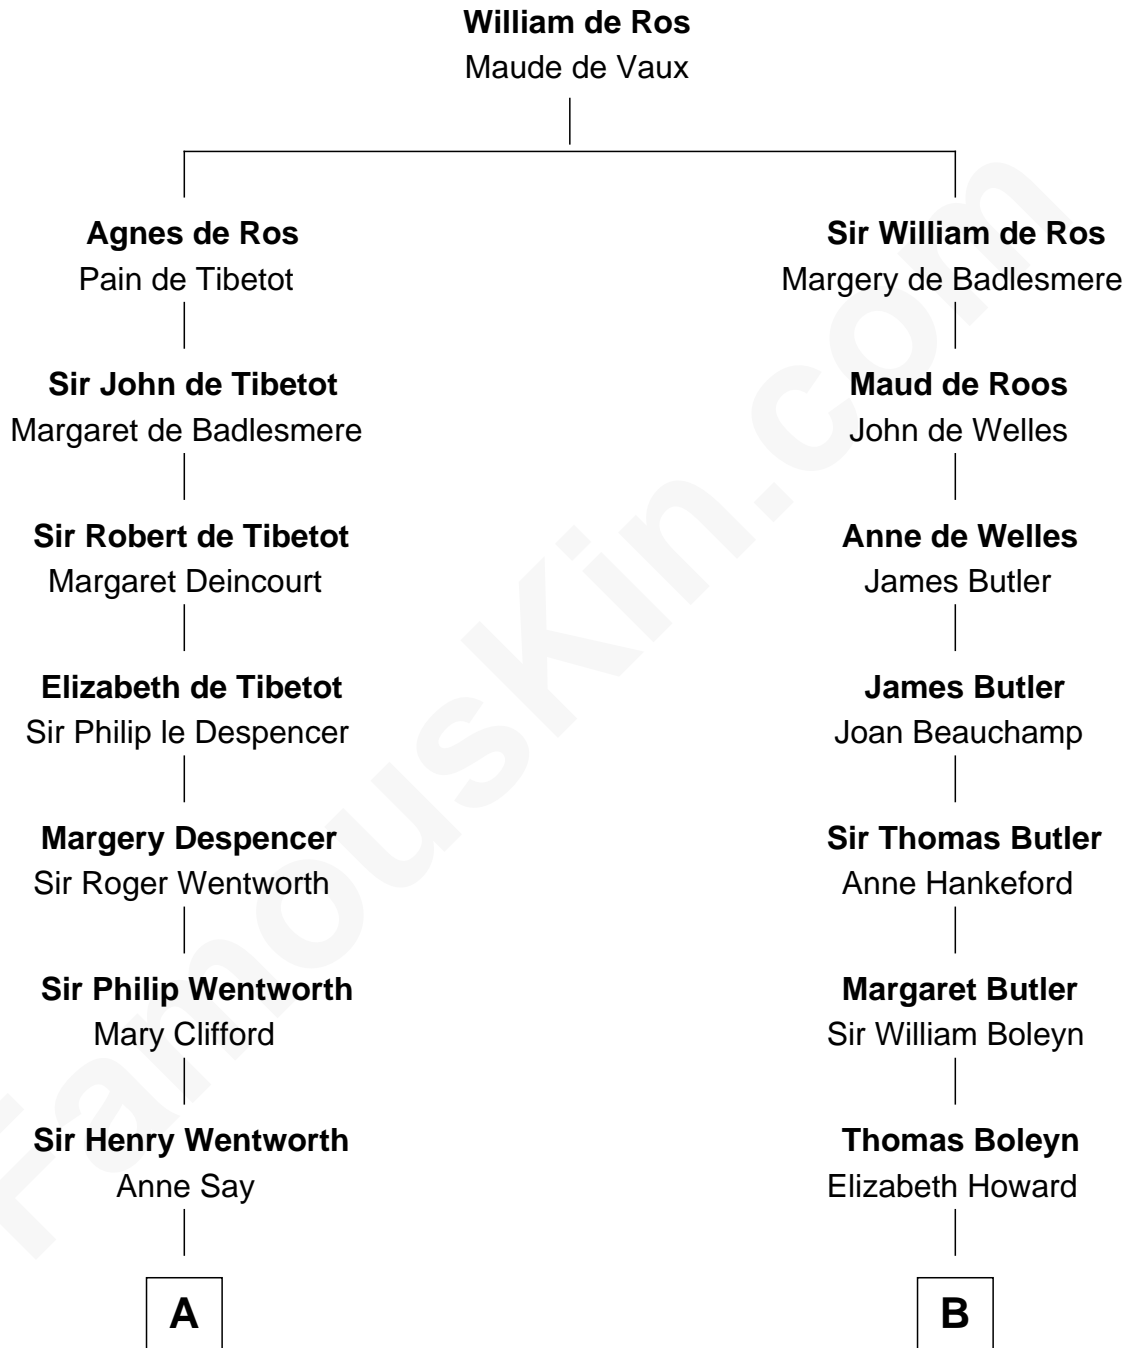 William de Ros
Maude de Vaux
Agnes de Ros
Pain de Tibetot
Sir William de Ros
Margery de Badlesmere
Sir John de Tibetot
Margaret de Badlesmere
Maud de Roos
John de Welles
Sir Robert de Tibetot
Margaret Deincourt
Anne de Welles
James Butler
Elizabeth de Tibetot
Sir Philip le Despencer
James Butler
Joan Beauchamp
Margery Despencer
Sir Roger Wentworth
Sir Thomas Butler
Anne Hankeford
Sir Philip Wentworth
Mary Clifford
Margaret Butler
Sir William Boleyn
Sir Henry Wentworth
Anne Say
Thomas Boleyn
Elizabeth Howard
A
B
FamousKin.com